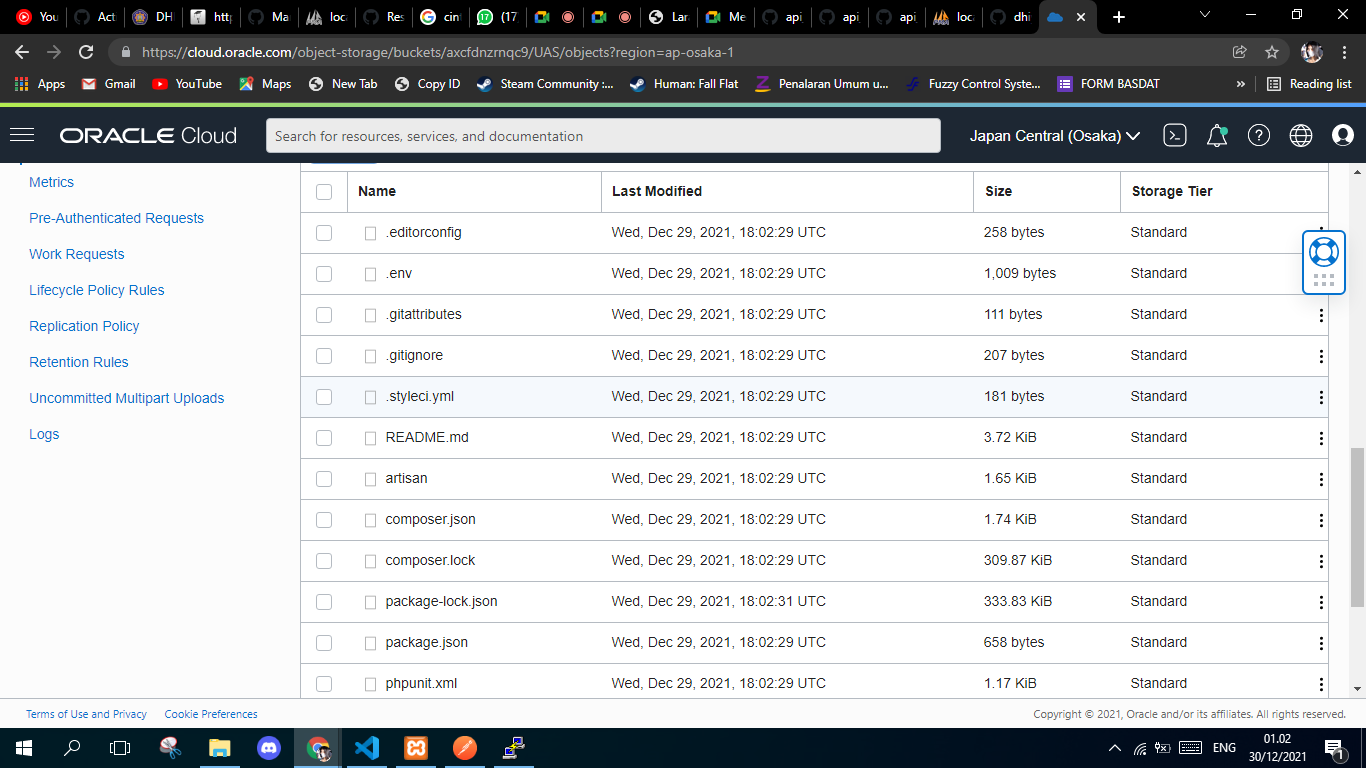 You
Act
DH
http
Ma
loca
Res
cint
(17
Lar
Me
api
api
api
loca
dhi
https://cloud.oracle.com/object-storage/buckets/axcfdnzrnqc9/UAS/objects?region=ap-osaka-1
Apps Gmail YouTube Maps New Tab Copy ID Steam Community :... Human: Fall Flat Penalaran Umum u... Fuzzy Control Syste... FORM BASDAT » Reading list
ORACLE Cloud Search for resources, services, and documentation Japan Central (Osaka)
Metrics
Pre-Authenticated Requests
Work Requests
Lifecycle Policy Rules
Replication Policy
Retention Rules
Uncommitted Multipart Uploads
Logs
Name Last Modified Size Storage Tier
.editorconfig Wed, Dec 29, 2021, 18:02:29 UTC 258 bytes Standard
.env Wed, Dec 29, 2021, 18:02:29 UTC 1,009 bytes Standard
.gitattributes Wed, Dec 29, 2021, 18:02:29 UTC 111 bytes Standard
.gitignore Wed, Dec 29, 2021, 18:02:29 UTC 207 bytes Standard
.styleci.yml Wed, Dec 29, 2021, 18:02:29 UTC 181 bytes Standard
README.md Wed, Dec 29, 2021, 18:02:29 UTC 3.72 KiB Standard
artisan Wed, Dec 29, 2021, 18:02:29 UTC 1.65 KiB Standard
composer.json Wed, Dec 29, 2021, 18:02:29 UTC 1.74 KiB Standard
composer.lock Wed, Dec 29, 2021, 18:02:29 UTC 309.87 KiB Standard
package-lock.json Wed, Dec 29, 2021, 18:02:31 UTC 333.83 KiB Standard
package.json Wed, Dec 29, 2021, 18:02:29 UTC 658 bytes Standard
phpunit.xml Wed, Dec 29, 2021, 18:02:29 UTC 1.17 KiB Standard
Terms of Use and Privacy Cookie Preferences Copyright © 2021, Oracle and/or its affiliates. All rights reserved.
ENG
01.02
30/12/2021
1